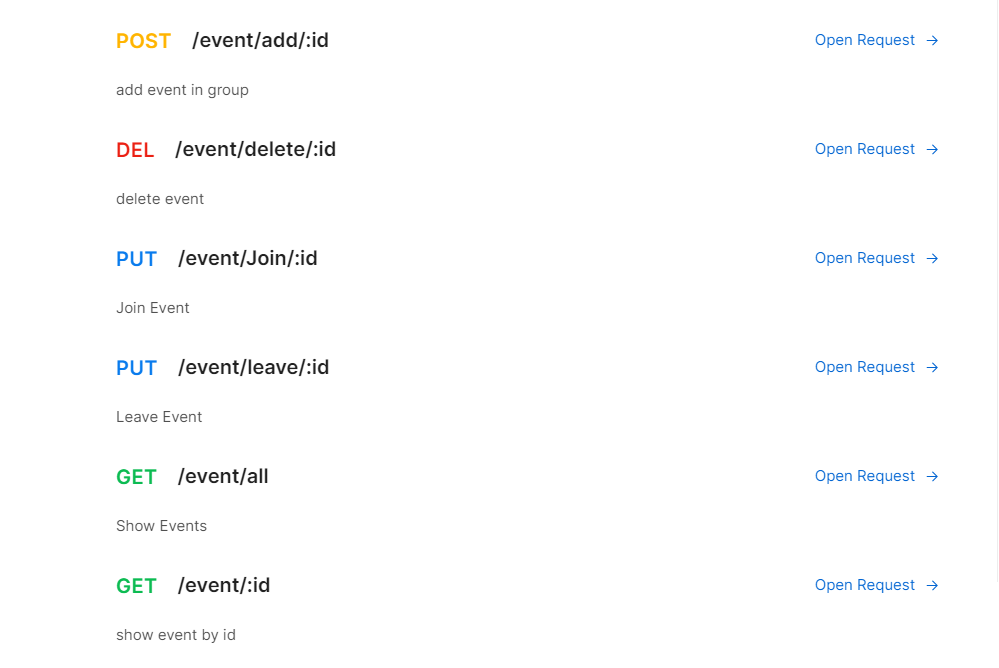 POST /event/add/:id Open Request →
add event in group
DEL /event/delete/:id Open Request →
delete event
PUT /event/Join/:id Open Request →
Join Event
PUT /event/leave/:id Open Request →
Leave Event
GET /event/all Open Request →
Show Events
GET /event/:id Open Request →
show event by id